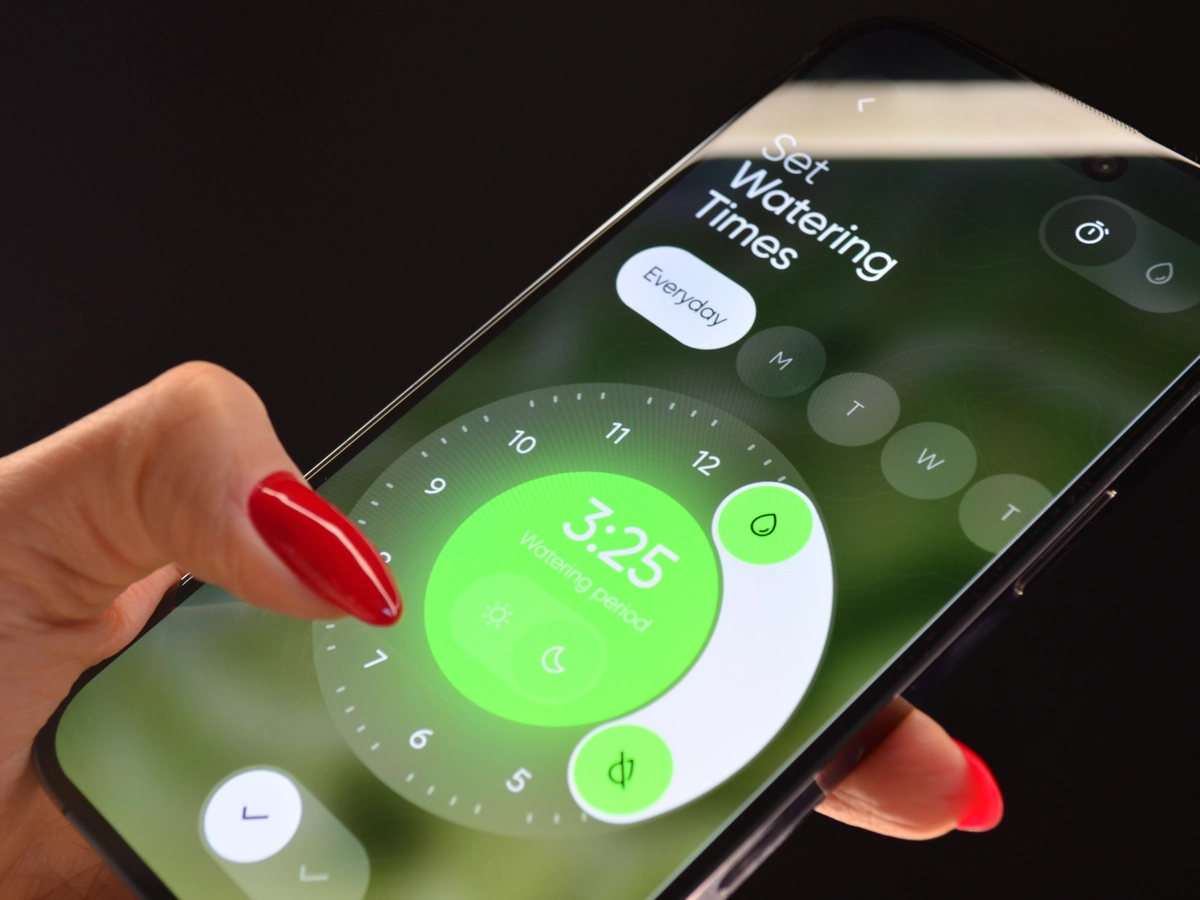 Set
Watering
Times
Everyday
M
T
W
T
11
10
12
9
3:25
Watering period
7
6
5